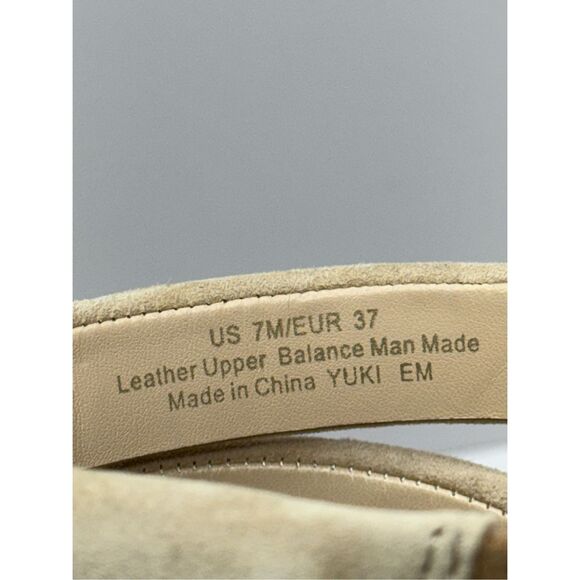 US 7M/EUR 37
Leather Upper Balance Man Made
Made in China YUKI EM